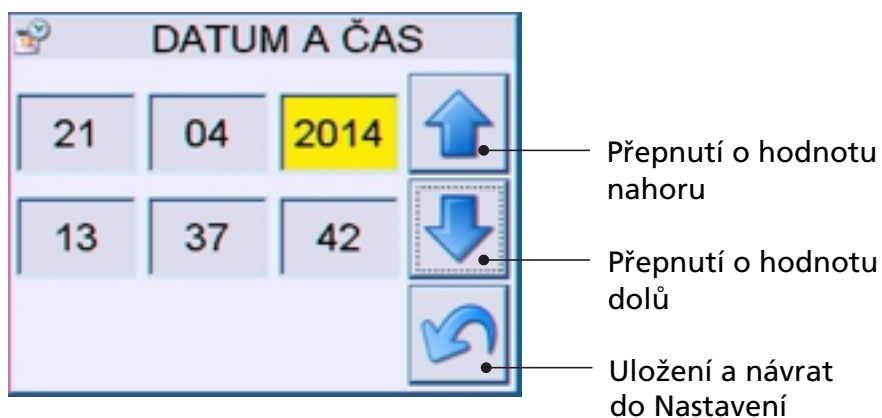 DATUM A ČAS
21 04 2014
13 37 42
Přepnutí o hodnotu
nahoru
Přepnutí o hodnotu
dolů
Uložení a návrat
do Nastavení